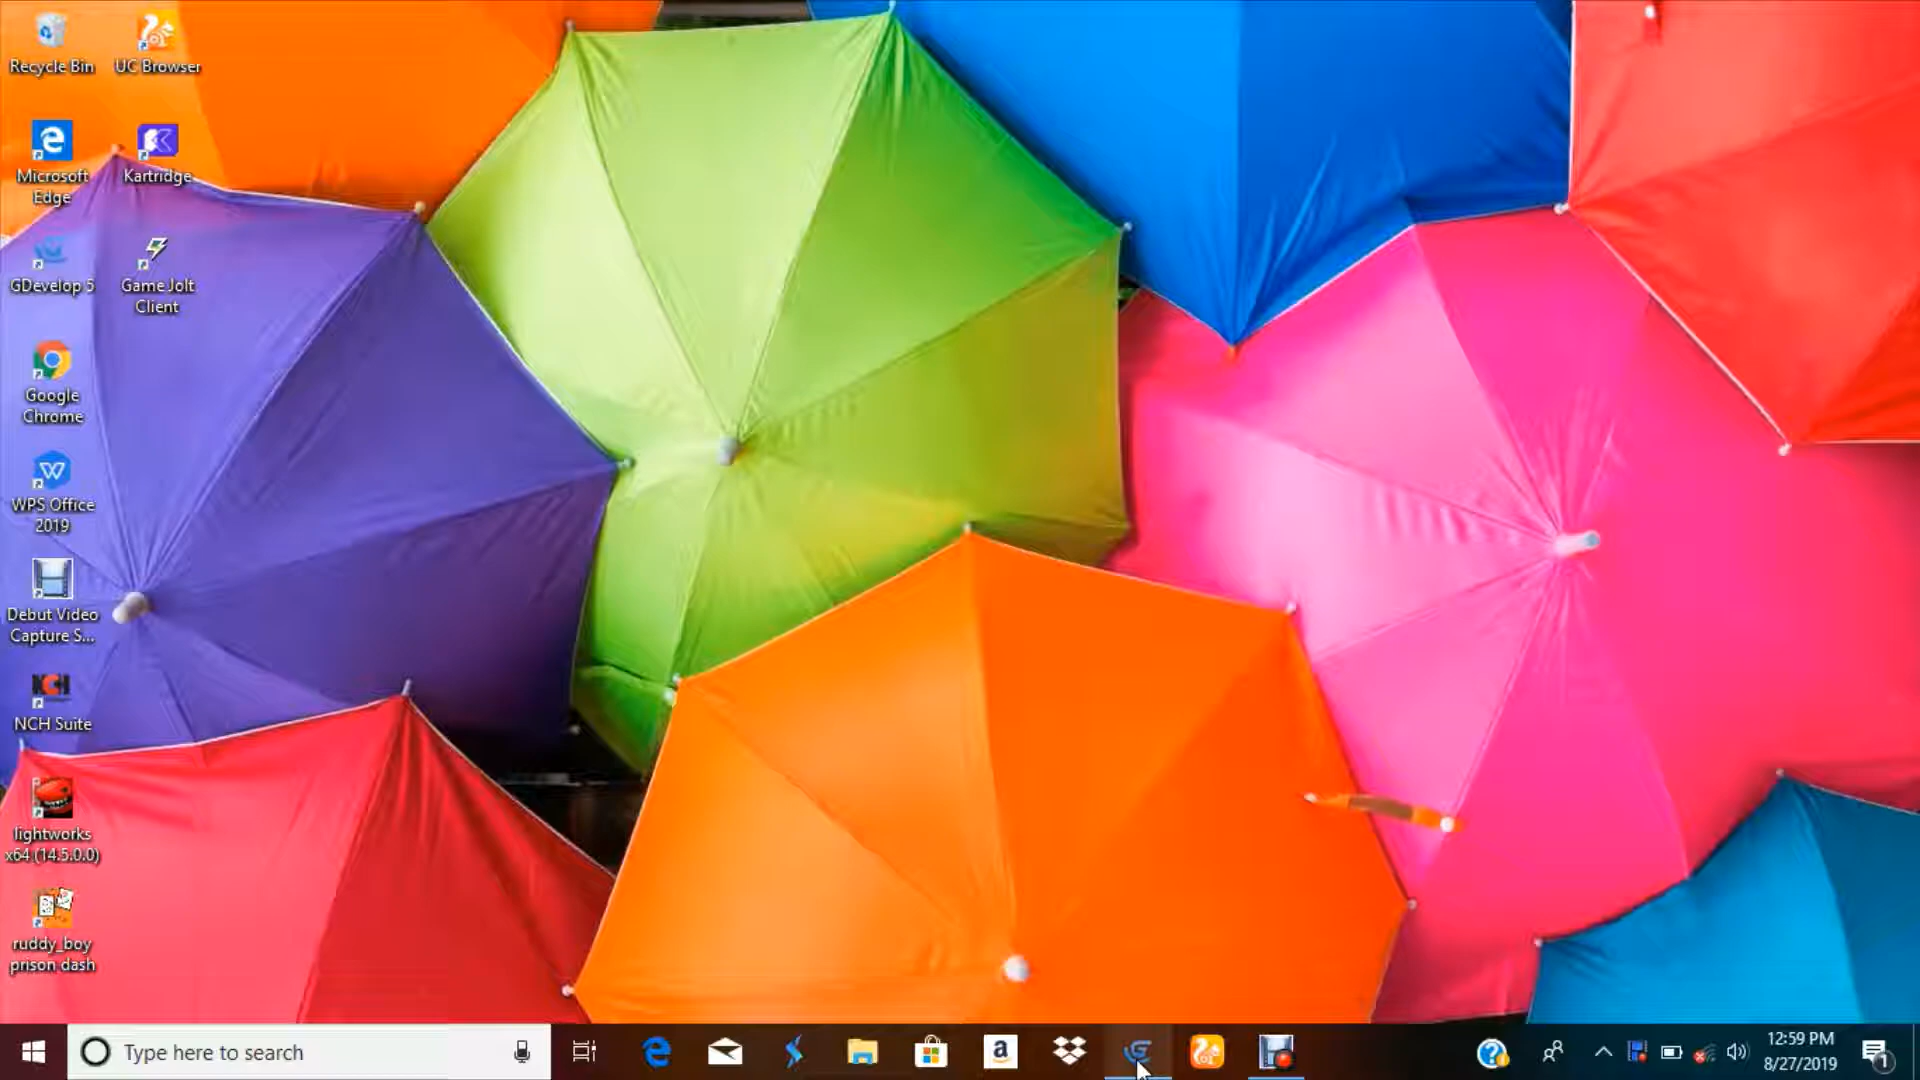 Recycle Bin
UC Browser
Microsoft
Edge
Kartridge
GDevelop 5
Game Jolt
Client
Google
Chrome
WPS Office
2019
Debut Video
Capture S...
NCH Suite
lightworks
x64 (14.5.0.0)
ruddy_boy
prison dash
Type here to search
12:59 PM
8/27/2019
1